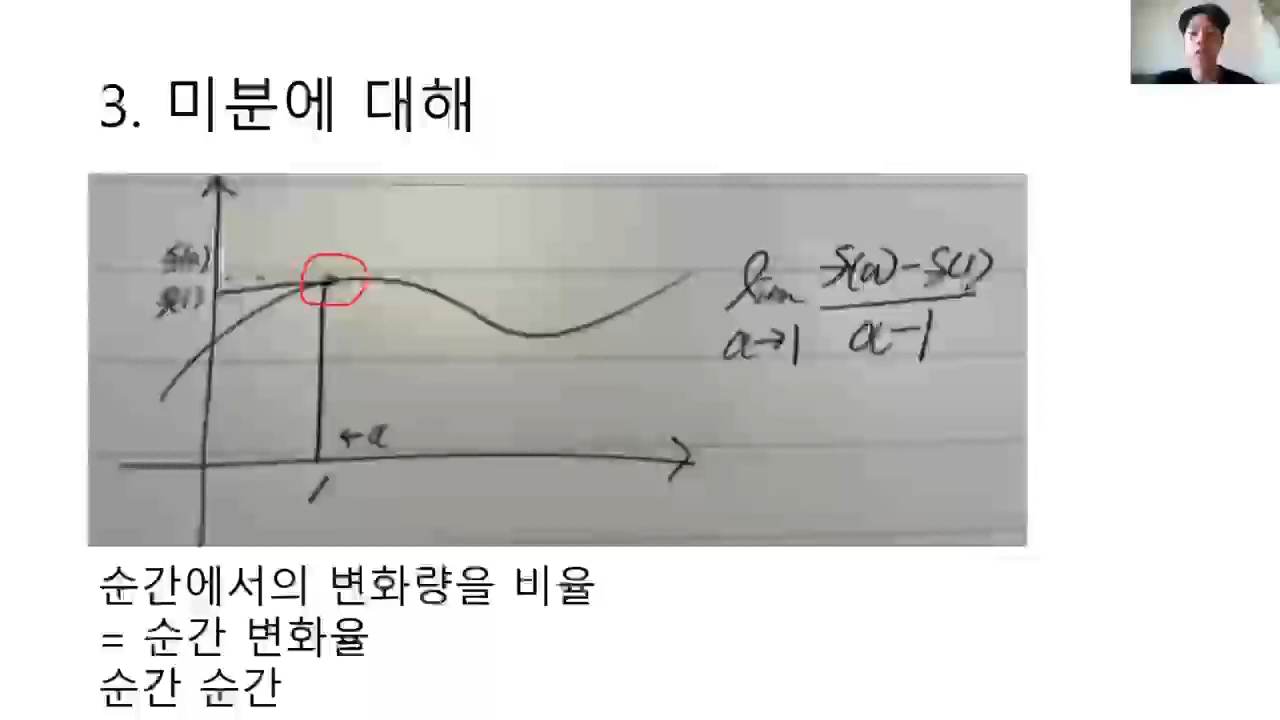 3. 미분에 대해
f(a)
f(1)
←a
1
lim f(a)-f(1)
a→1 a-1
순간에서의 변화량을 비율
= 순간 변화율
순간 순간